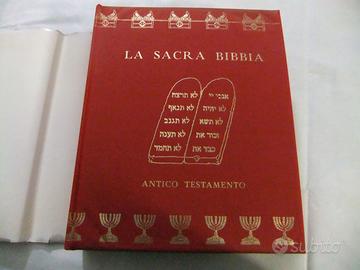 LA SACRA BIBBIA
אנכי יי
לא יהיה
לא תשא
זכור את
כבד את
לא תרצח
לא תנאף
לא תגנב
לא תענה
לא תחמד
ANTICO TESTAMENTO
subito